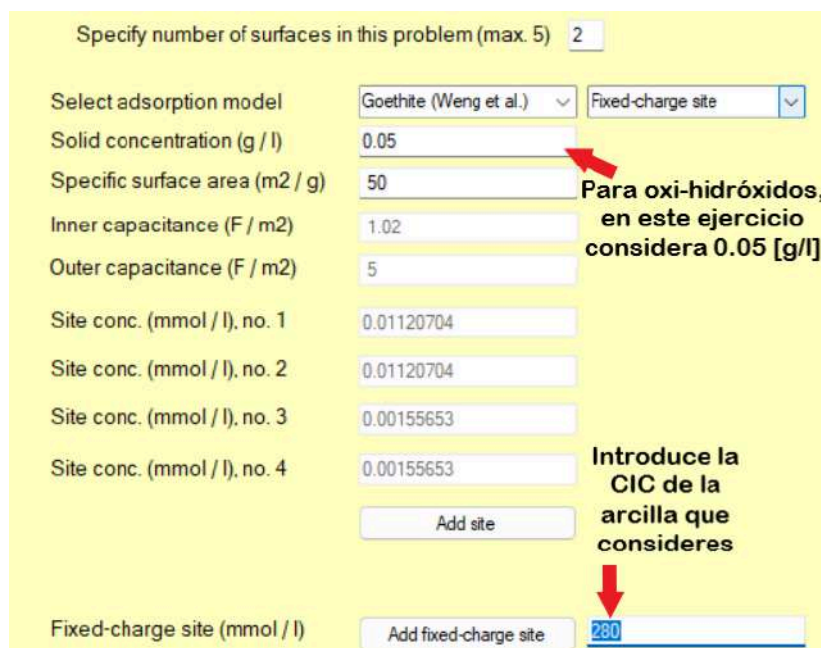 Specify number of surfaces in this problem (max. 5) 2
Select adsorption model Goethite (Weng et al.) Fixed-charge site
Solid concentration (g / l) 0.05
Specific surface area (m2 / g) 50
Para oxi-hidróxidos,
en este ejercicio
considera 0.05 [g/l]
Inner capacitance (F / m2) 1.02
Outer capacitance (F / m2) 5
Site conc. (mmol / l), no. 1 0.01120704
Site conc. (mmol / l), no. 2 0.01120704
Site conc. (mmol / l), no. 3 0.00155653
Site conc. (mmol / l), no. 4 0.00155653
Introduce la
CIC de la
arcilla que
consideres
Add site
Fixed-charge site (mmol / l) Add fixed-charge site 280